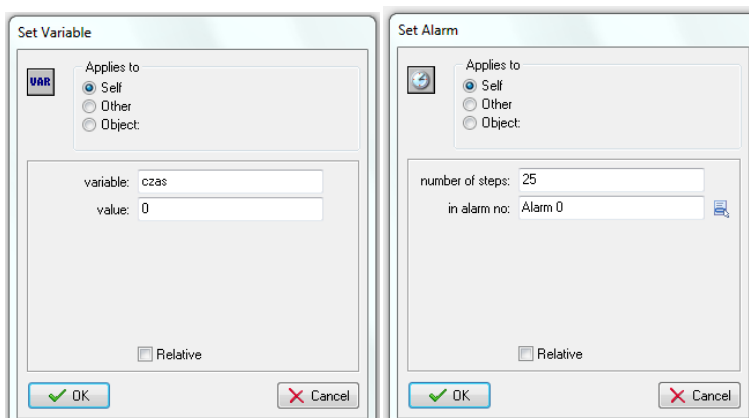 Set Variable
VAR
Applies to
Self
Other
Object:
variable: czas
value: 0
Relative
OK
Cancel
Set Alarm
Applies to
Self
Other
Object:
number of steps: 25
in alarm no: Alarm 0
Relative
OK
Cancel